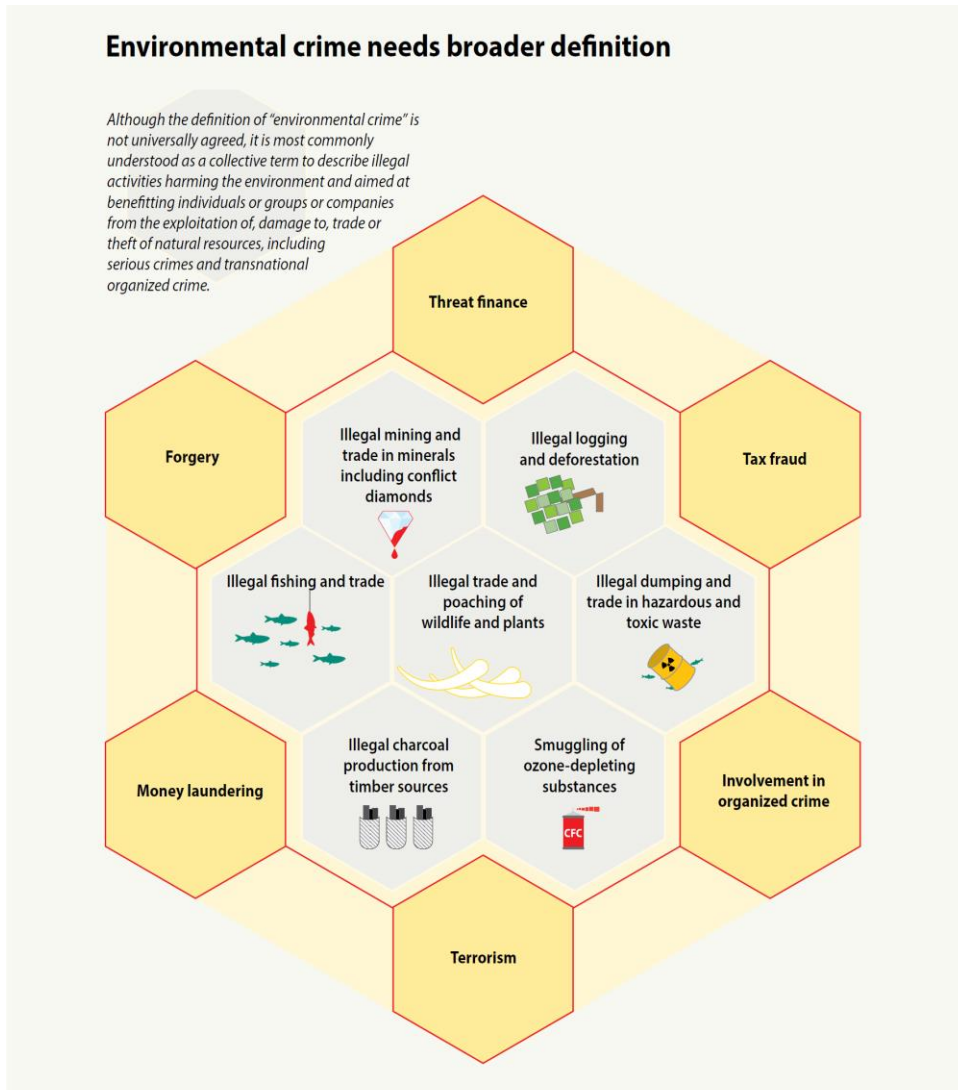 Environmental crime needs broader definition
Although the definition of “environmental crime” is
not universally agreed, it is most commonly
understood as a collective term to describe illegal
activities harming the environment and aimed at
benefitting individuals or groups or companies
from the exploitation of, damage to, trade or
theft of natural resources, including
serious crimes and transnational
organized crime.
Threat finance
Forgery
Illegal mining and
trade in minerals
including conflict
diamonds
Illegal logging
and deforestation
Tax fraud
Illegal fishing and trade
Illegal trade and
poaching of
wildlife and plants
Illegal dumping and
trade in hazardous and
toxic waste
Money laundering
Illegal charcoal
production from
timber sources
Smuggling of
ozone-depleting
substances
CFC
Involvement in
organized crime
Terrorism